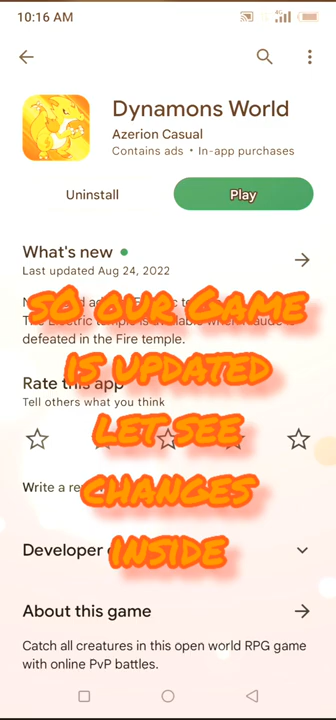 10:16 AM
4G
Dynamons World
Azerion Casual
Contains ads • In-app purchases
Uninstall
Play
What's new
Last updated Aug 24, 2022
SO OUR GAME
The Electric temple is available when
defeated in the Fire temple.
IS UPDATED
Rate this app
Tell others what you think
LET SEE
CHANGES
Write a
INSIDE
Developer
About this game
Catch all creatures in this open world RPG game
with online PvP battles.